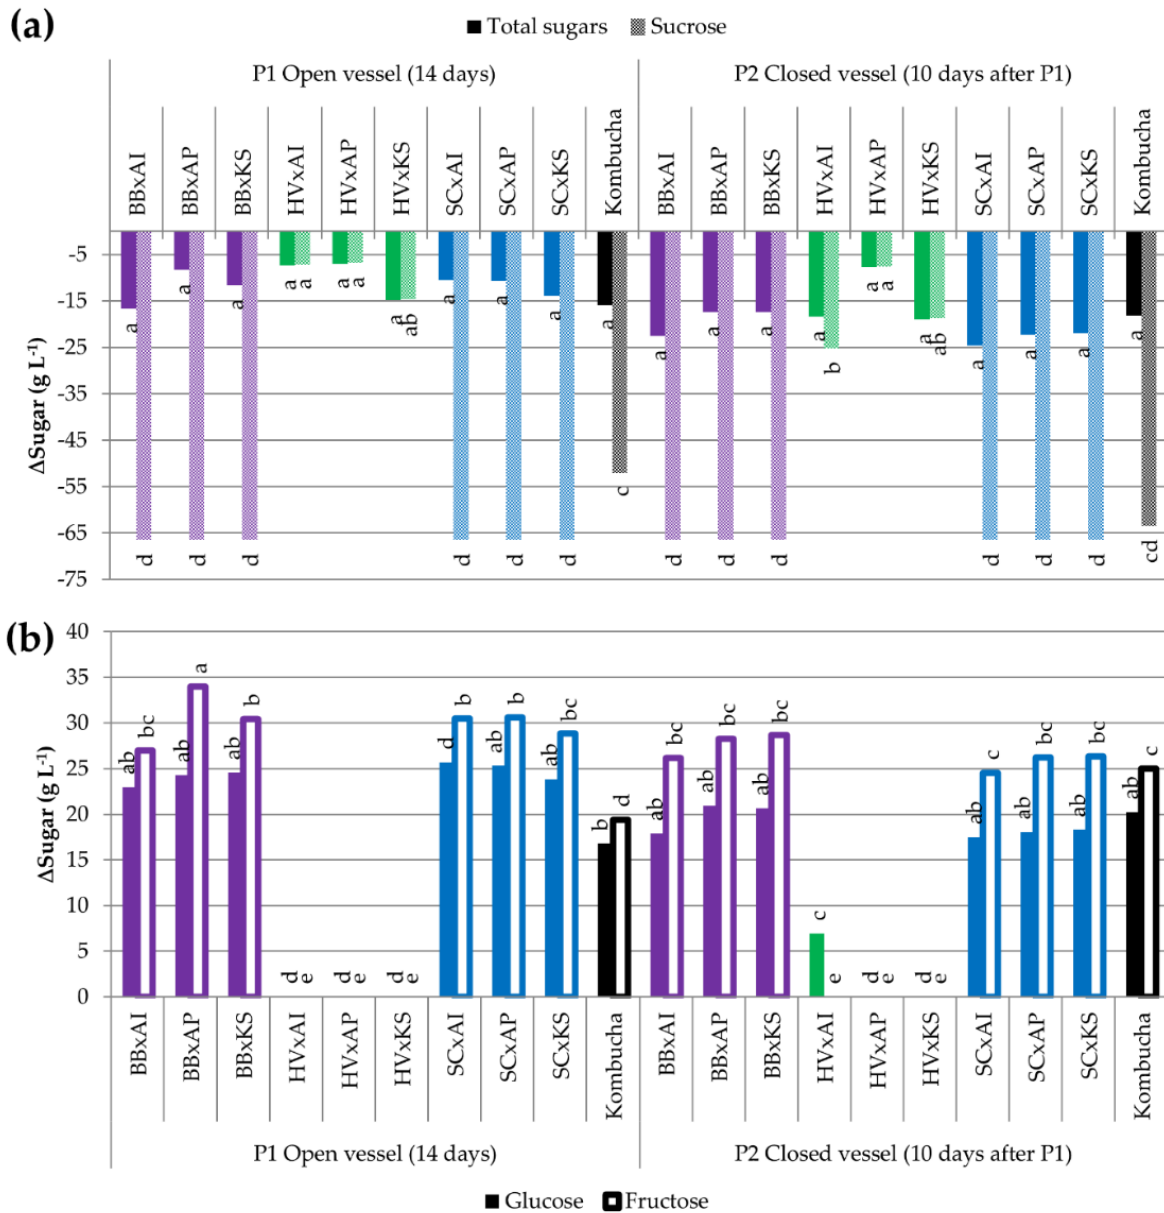 (a)
Total sugars Sucrose
P1 Open vessel (14 days) P2 Closed vessel (10 days after P1)
BBxAI BBxAP BBxKS HVxAI HVxAP HVxKS SCxAI SCxAP SCxKS Kombucha BBxAI BBxAP BBxKS HVxAI HVxAP HVxKS SCxAI SCxAP SCxKS Kombucha
ΔSugar (g L-1)
-5
-15
-25
-35
-45
-55
-65
-75
a d a d a d a a a a a ab a d a d a d a c a d a d a d a b a a a ab a d a d a d a cd
(b)
ΔSugar (g L-1)
40
35
30
25
20
15
10
5
0
ab bc ab a ab b d e d e d e d b ab b ab bc b d ab bc ab bc ab bc c e d e d e ab c ab bc ab bc ab c
BBxAI BBxAP BBxKS HVxAI HVxAP HVxKS SCxAI SCxAP SCxKS Kombucha BBxAI BBxAP BBxKS HVxAI HVxAP HVxKS SCxAI SCxAP SCxKS Kombucha
P1 Open vessel (14 days) P2 Closed vessel (10 days after P1)
Glucose Fructose